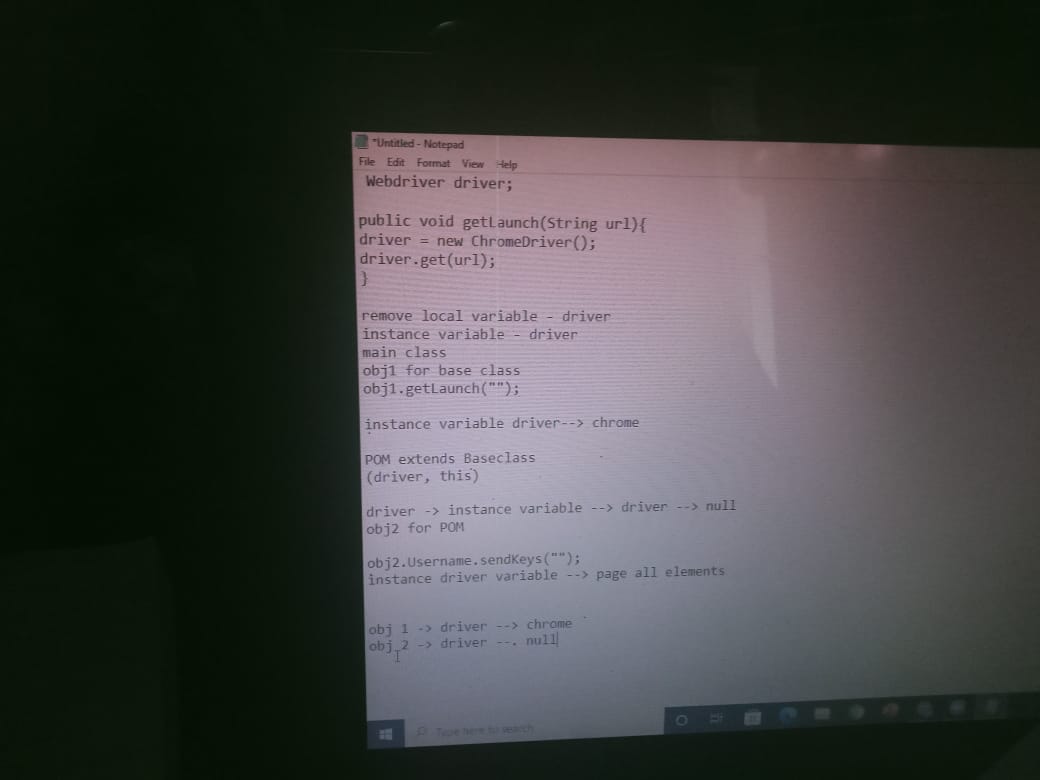 *Untitled - Notepad
File Edit Format View Help
Webdriver driver;
public void getLaunch(String url){
driver = new ChromeDriver();
driver.get(url);
}
remove local variable - driver
instance variable - driver
main class
obj1 for base class
obj1.getLaunch("");
instance variable driver--> chrome
POM extends Baseclass
(driver, this)
driver -> instance variable --> driver --> null
obj2 for POM
obj2.Username.sendKeys("");
instance driver variable --> page all elements
obj 1 -> driver --> chrome
obj 2 -> driver --. null
Type here to search